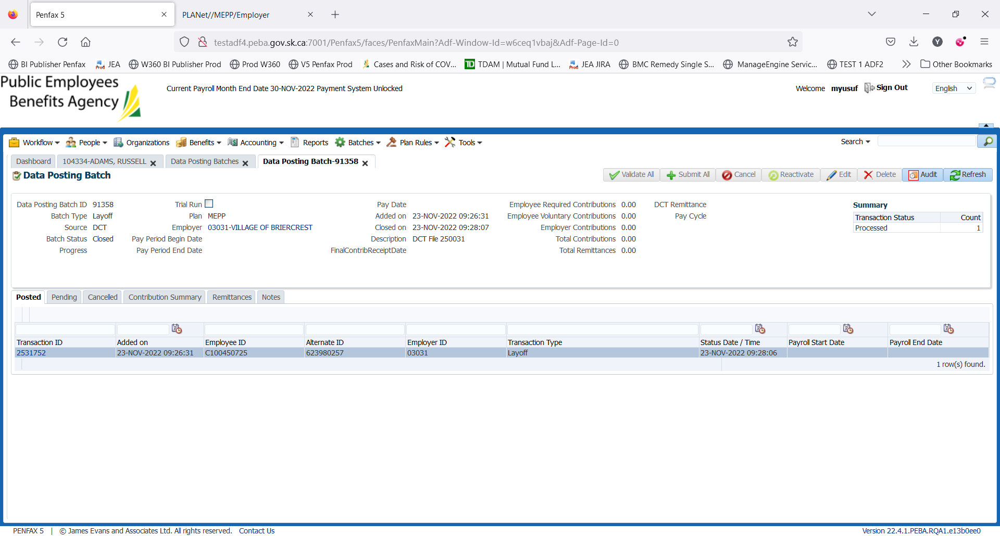 Penfax 5
PLANet//MEPP/Employer
testadf4.peba.gov.sk.ca:7001/Penfax5/faces/PenfaxMain?Adf-Window-Id=w6ceq1vbaj&Adf-Page-Id=0
Y
BI Publisher Penfax
JEA
W360 BI Publisher Prod
Prod W360
V5 Penfax Prod
Cases and Risk of COV...
TD
TDAM | Mutual Fund L...
JEA JIRA
BMC Remedy Single S...
ManageEngine Servic...
TEST 1 ADF2
Other Bookmarks
Public Employees
Benefits Agency
Current Payroll Month End Date 30-NOV-2022 Payment System Unlocked
Welcome myusuf
Sign Out
English
Workflow
People
Organizations
Benefits
Accounting
Reports
Batches
Plan Rules
Tools
Search
Dashboard
104334-ADAMS, RUSSELL
Data Posting Batches
Data Posting Batch-91358
Data Posting Batch
Validate All
Submit All
Cancel
Reactivate
Edit
Delete
Audit
Refresh
Data Posting Batch ID 91358
Batch Type Layoff
Source DCT
Batch Status Closed
Progress
Trial Run
Plan MEPP
Employer 03031-VILLAGE OF BRIERCREST
Pay Period Begin Date
Pay Period End Date
Pay Date
Added on 23-NOV-2022 09:26:31
Closed on 23-NOV-2022 09:28:07
Description DCT File 250031
FinalContribReceiptDate
Employee Required Contributions 0.00
Employee Voluntary Contributions 0.00
Employer Contributions 0.00
Total Contributions 0.00
Total Remittances 0.00
DCT Remittance
Pay Cycle
Summary
Transaction Status Count
Processed 1
Posted
Pending
Cancelled
Contribution Summary
Remittances
Notes
Transaction ID Added on Employee ID Alternate ID Employer ID Transaction Type Status Date / Time Payroll Start Date Payroll End Date
2531752 23-NOV-2022 09:26:31 C100450725 623980257 03031 Layoff 23-NOV-2022 09:28:06
1 row(s) found.
PENFAX 5 | © James Evans and Associates Ltd. All rights reserved. Contact Us
Version 22.4.1.PEBA.RQA1.e13b0ee0